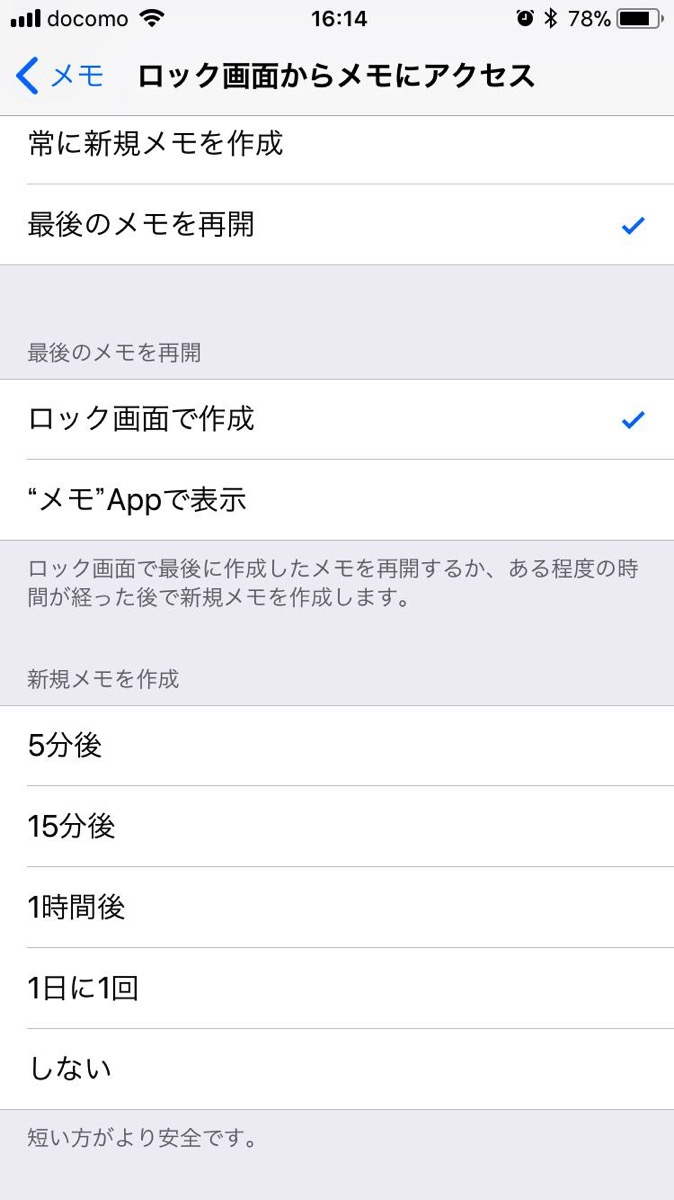 docomo 16:14 78%
メモ ロック画面からメモにアクセス
常に新規メモを作成
最後のメモを再開
最後のメモを再開
ロック画面で作成
“メモ”Appで表示
ロック画面で最後に作成したメモを再開するか、ある程度の時
間が経った後で新規メモを作成します。
新規メモを作成
5分後
15分後
1時間後
1日に1回
しない
短い方がより安全です。